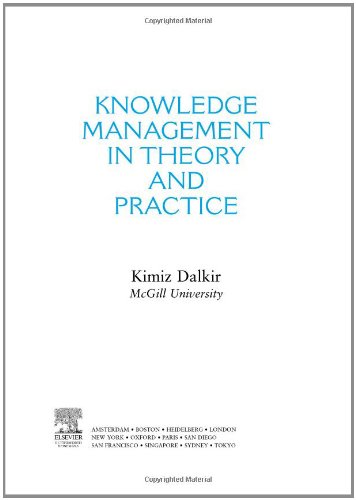 Copyrighted Material
KNOWLEDGE
MANAGEMENT
IN THEORY
AND
PRACTICE
Kimiz Dalkir
McGill University
AMSTERDAM • BOSTON • HEIDELBERG • LONDON
NEW YORK • OXFORD • PARIS • SAN DIEGO
SAN FRANCISCO • SINGAPORE • SYDNEY • TOKYO
ELSEVIER
Copyrighted Material